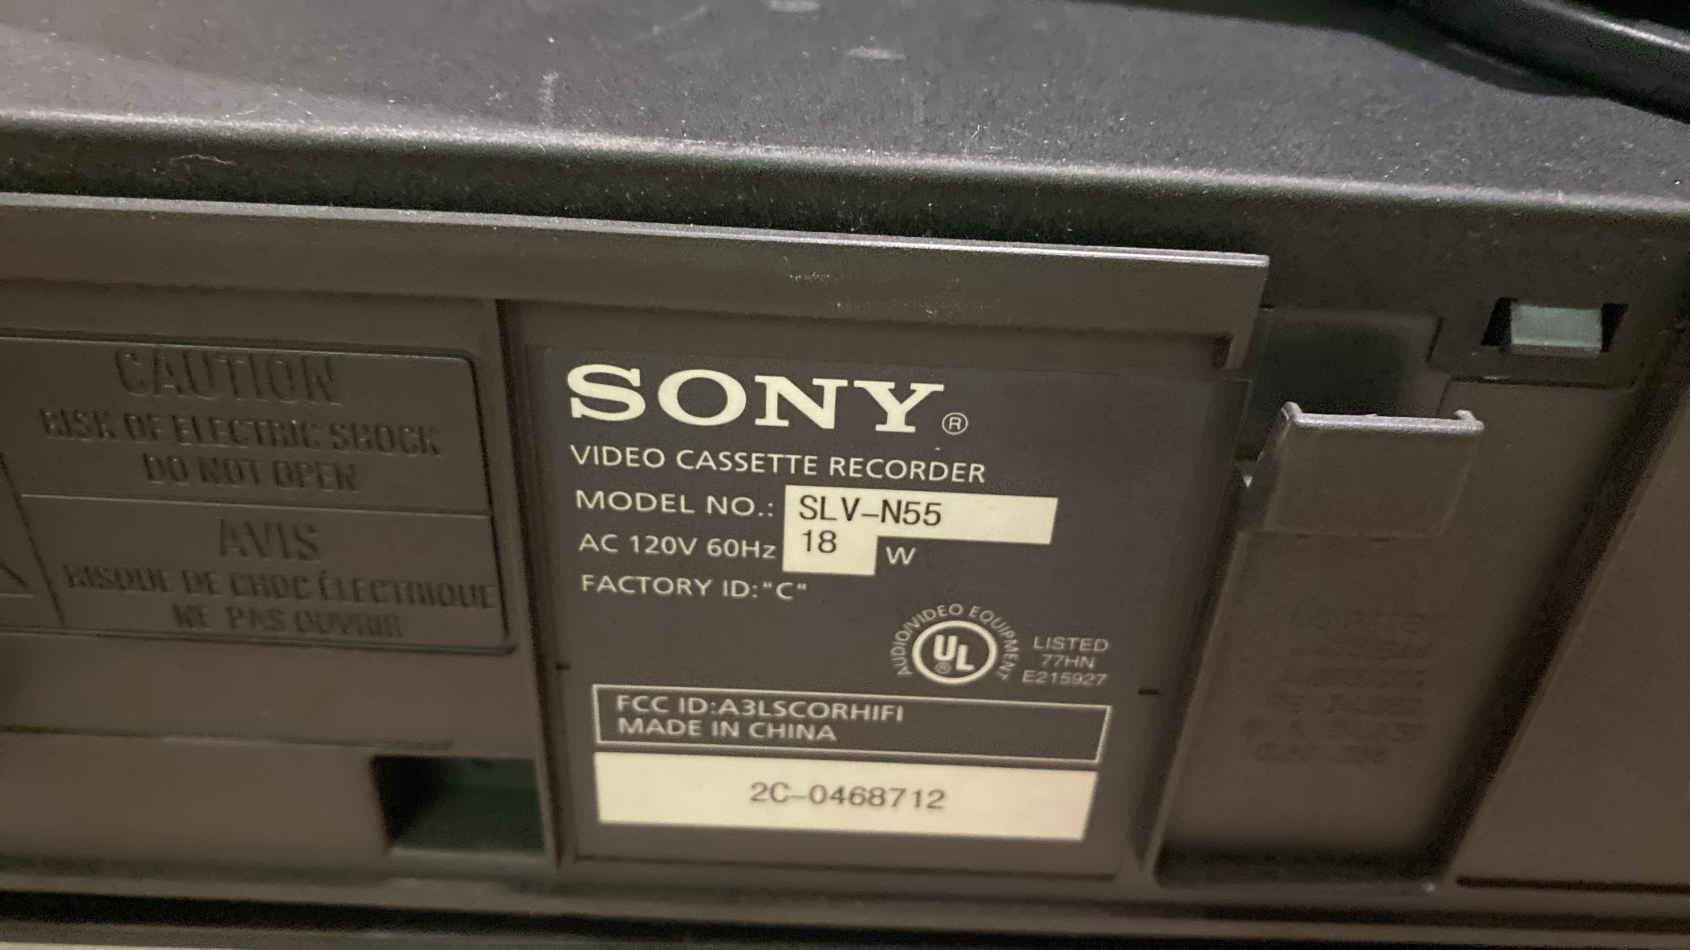 CAUTION
RISK OF ELECTRIC SHOCK
DO NOT OPEN
AVIS
RISQUE DE CHOC ÉLECTRIQUE
NE PAS OUVRIR
SONY®
VIDEO CASSETTE RECORDER
MODEL NO.: SLV-N55
AC 120V 60Hz 18 W
FACTORY ID:"C"
AUDIO/VIDEO EQUIPMENT
UL®
LISTED
77HN
E215927
FCC ID:A3LSCORHIFI
MADE IN CHINA
2C-0468712